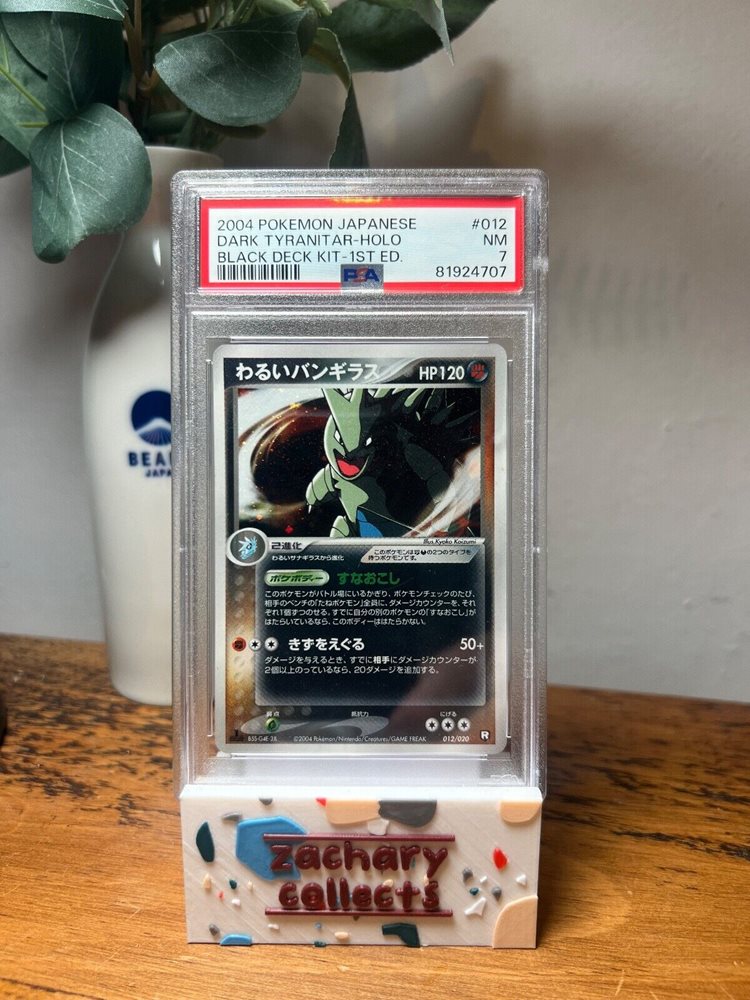 2004 POKEMON JAPANESE #012
DARK TYRANITAR-HOLO NM
BLACK DECK KIT-1ST ED. 7
PSA 81924707
わるいバンギラス HP120
Illus.Kyoko Koizumi
2進化
わるいサナギラスから進化
ポケボディー すなおこし
このポケモンがバトル場にいるかぎり、ポケモンチェックのたび、
相手のベンチの「たねポケモン」全員に、ダメージカウンターを、それ
ぞれ1個ずつのせる。すでに自分の別のポケモンの「すなおこし」が
はたらいているなら、このボディーははたらかない。
きずをえぐる 50+
ダメージを与えるとき、すでに相手にダメージカウンターが
2個以上のっているなら、20ダメージを追加する。
弱点 抵抗力 にげる
©2004 Pokémon/Nintendo/Creatures/GAME FREAK 012/020 R
zachary
collects
BEA
JAPA